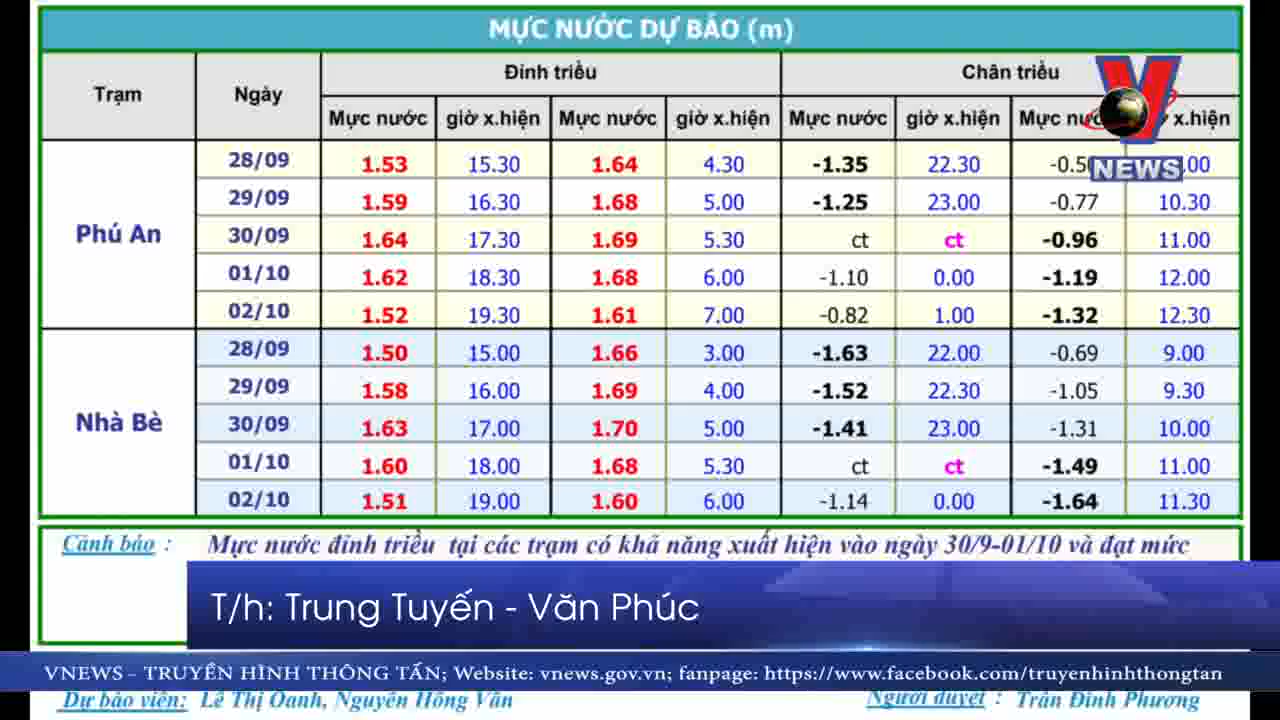 MỰC NƯỚC DỰ BÁO (m)
Trạm Ngày Đỉnh triều Chân triều
Mực nước giờ x.hiện Mực nước giờ x.hiện Mực nước giờ x.hiện Mực x.hiện
Phú An
28/09 1.53 15.30 1.64 4.30 -1.35 22.30
29/09 1.59 16.30 1.68 5.00 -1.25 23.00 -0.77 10.30
30/09 1.64 17.30 1.69 5.30 ct ct -0.96 11.00
01/10 1.62 18.30 1.68 6.00 -1.10 0.00 -1.19 12.00
02/10 1.52 19.30 1.61 7.00 -0.82 1.00 -1.32 12.30
Nhà Bè
28/09 1.50 15.00 1.66 3.00 -1.63 22.00 -0.69 9.00
29/09 1.58 16.00 1.69 4.00 -1.52 22.30 -1.05 9.30
30/09 1.63 17.00 1.70 5.00 -1.41 23.00 -1.31 10.00
01/10 1.60 18.00 1.68 5.30 ct ct -1.49 11.00
02/10 1.51 19.00 1.60 6.00 -1.14 0.00 -1.64 11.30
V NEWS
Cảnh báo : Mực nước đỉnh triều tại các trạm có khả năng xuất hiện vào ngày 30/9-01/10 và đạt mức
T/h: Trung Tuyến - Văn Phúc
VNEWS - TRUYỀN HÌNH THÔNG TẤN; Website: vnews.gov.vn; fanpage: https://www.facebook.com/truyenhinhthongtan
Dự báo viên: Lê Thị Oanh, Nguyễn Hồng Vân Người duyệt : Trần Đình Phương